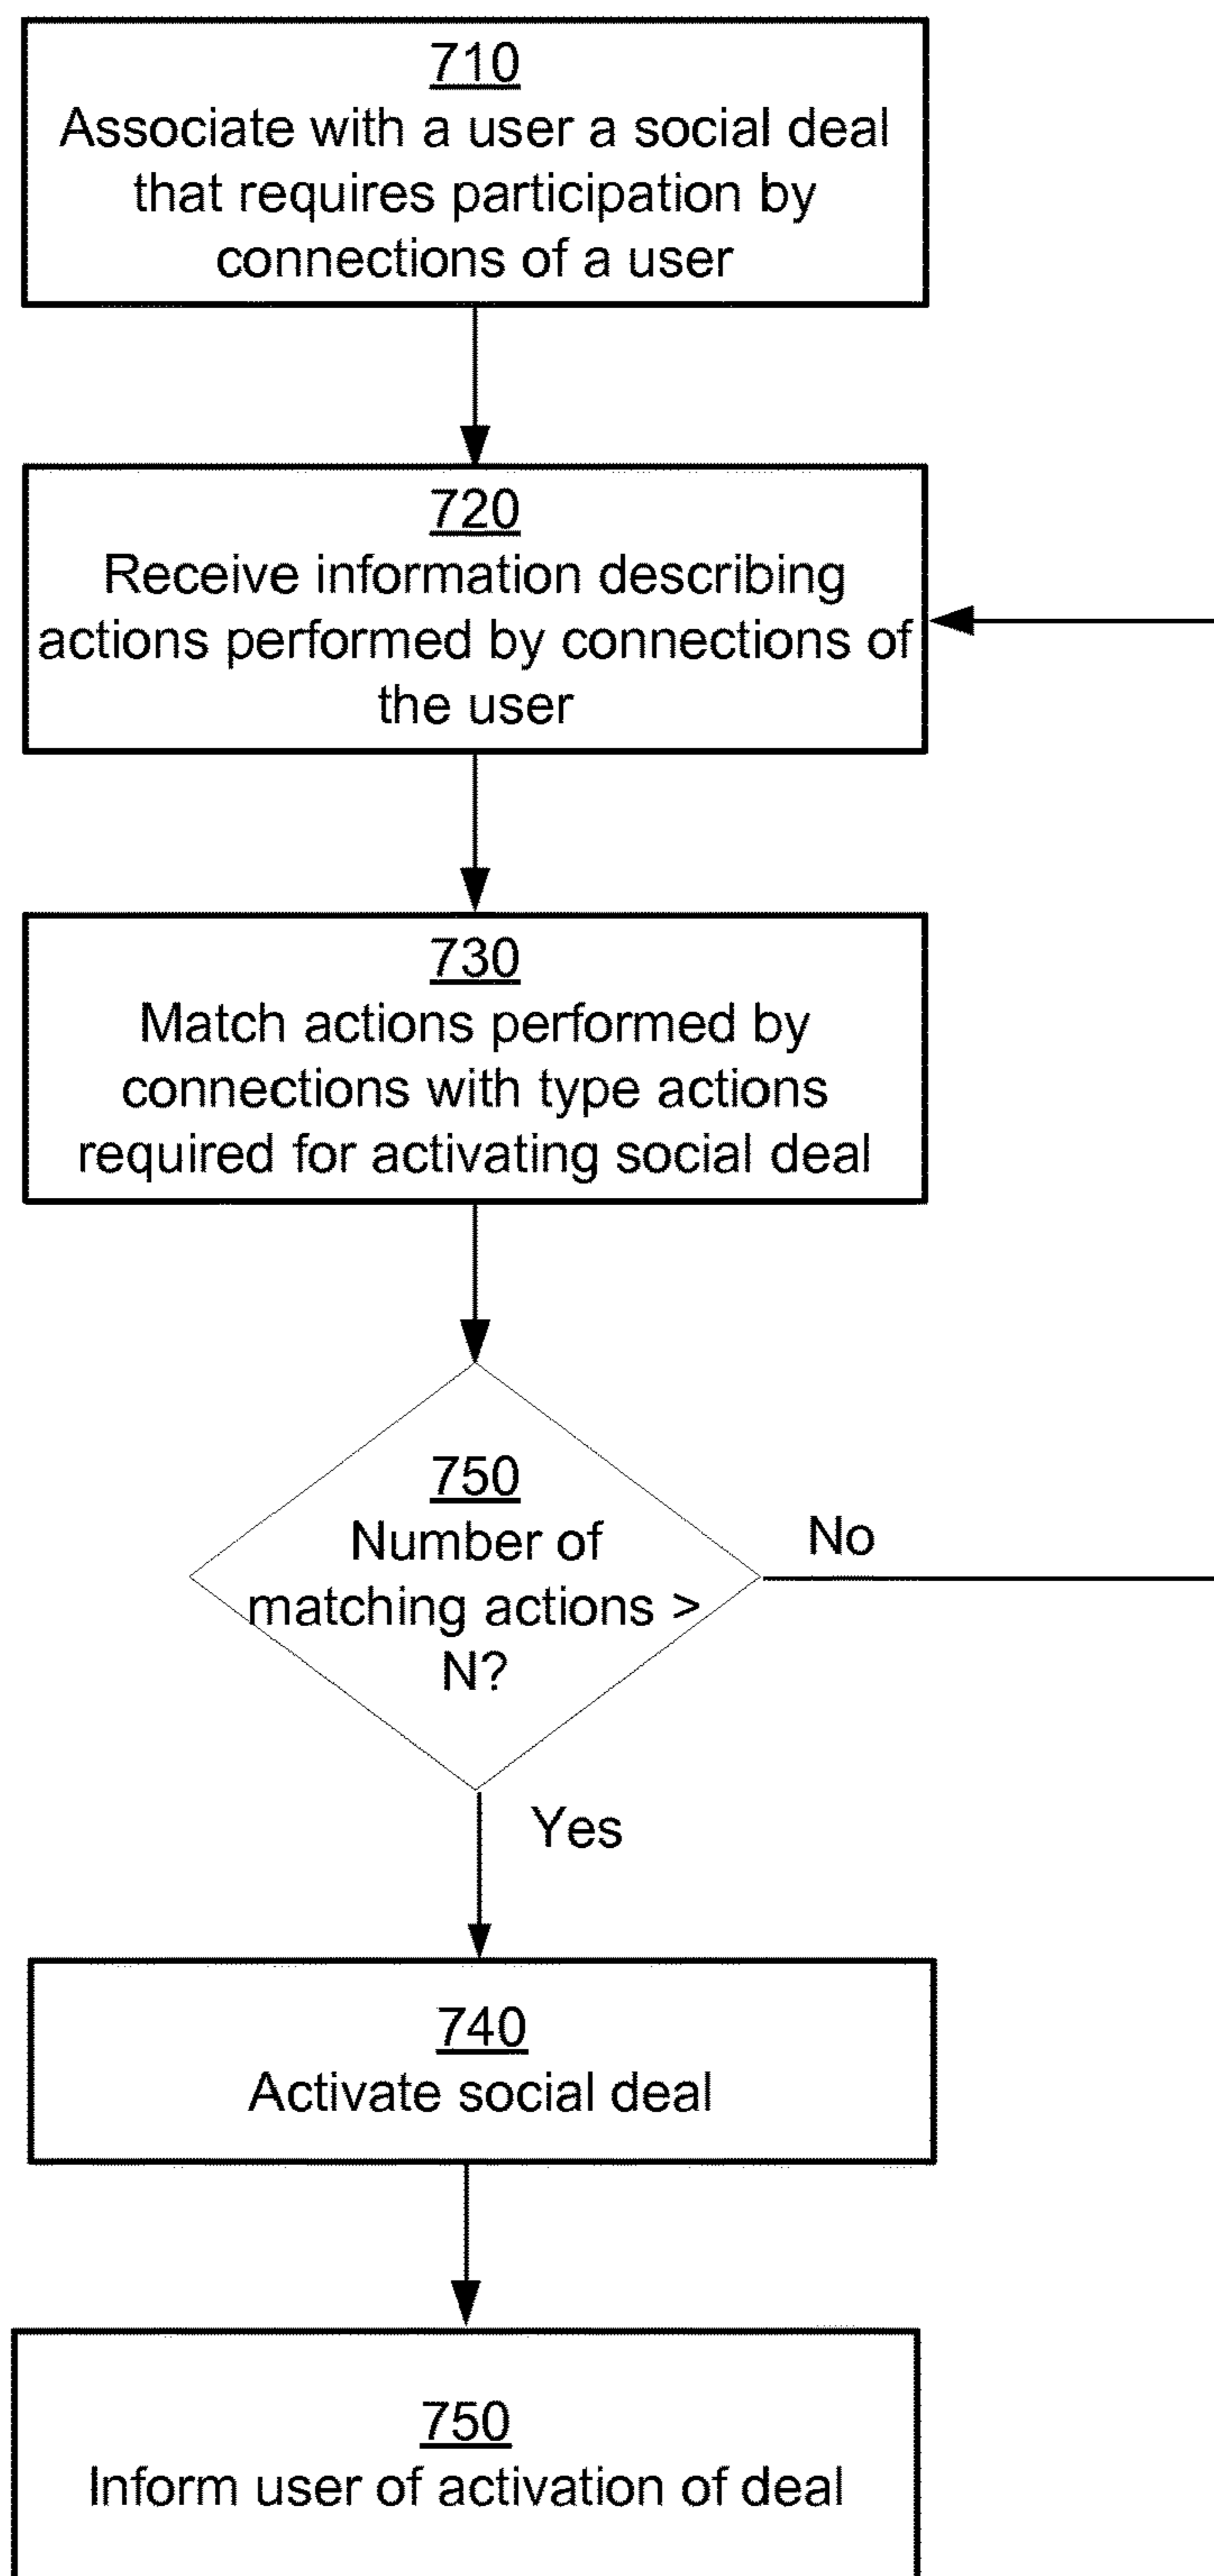 710
Associate with a user a social deal
that requires participation by
connections of a user
720
Receive information describing
actions performed by connections of
the user
730
Match actions performed by
connections with type actions
required for activating social deal
750
Number of
matching actions >
N?
No
Yes
740
Activate social deal
750
Inform user of activation of deal